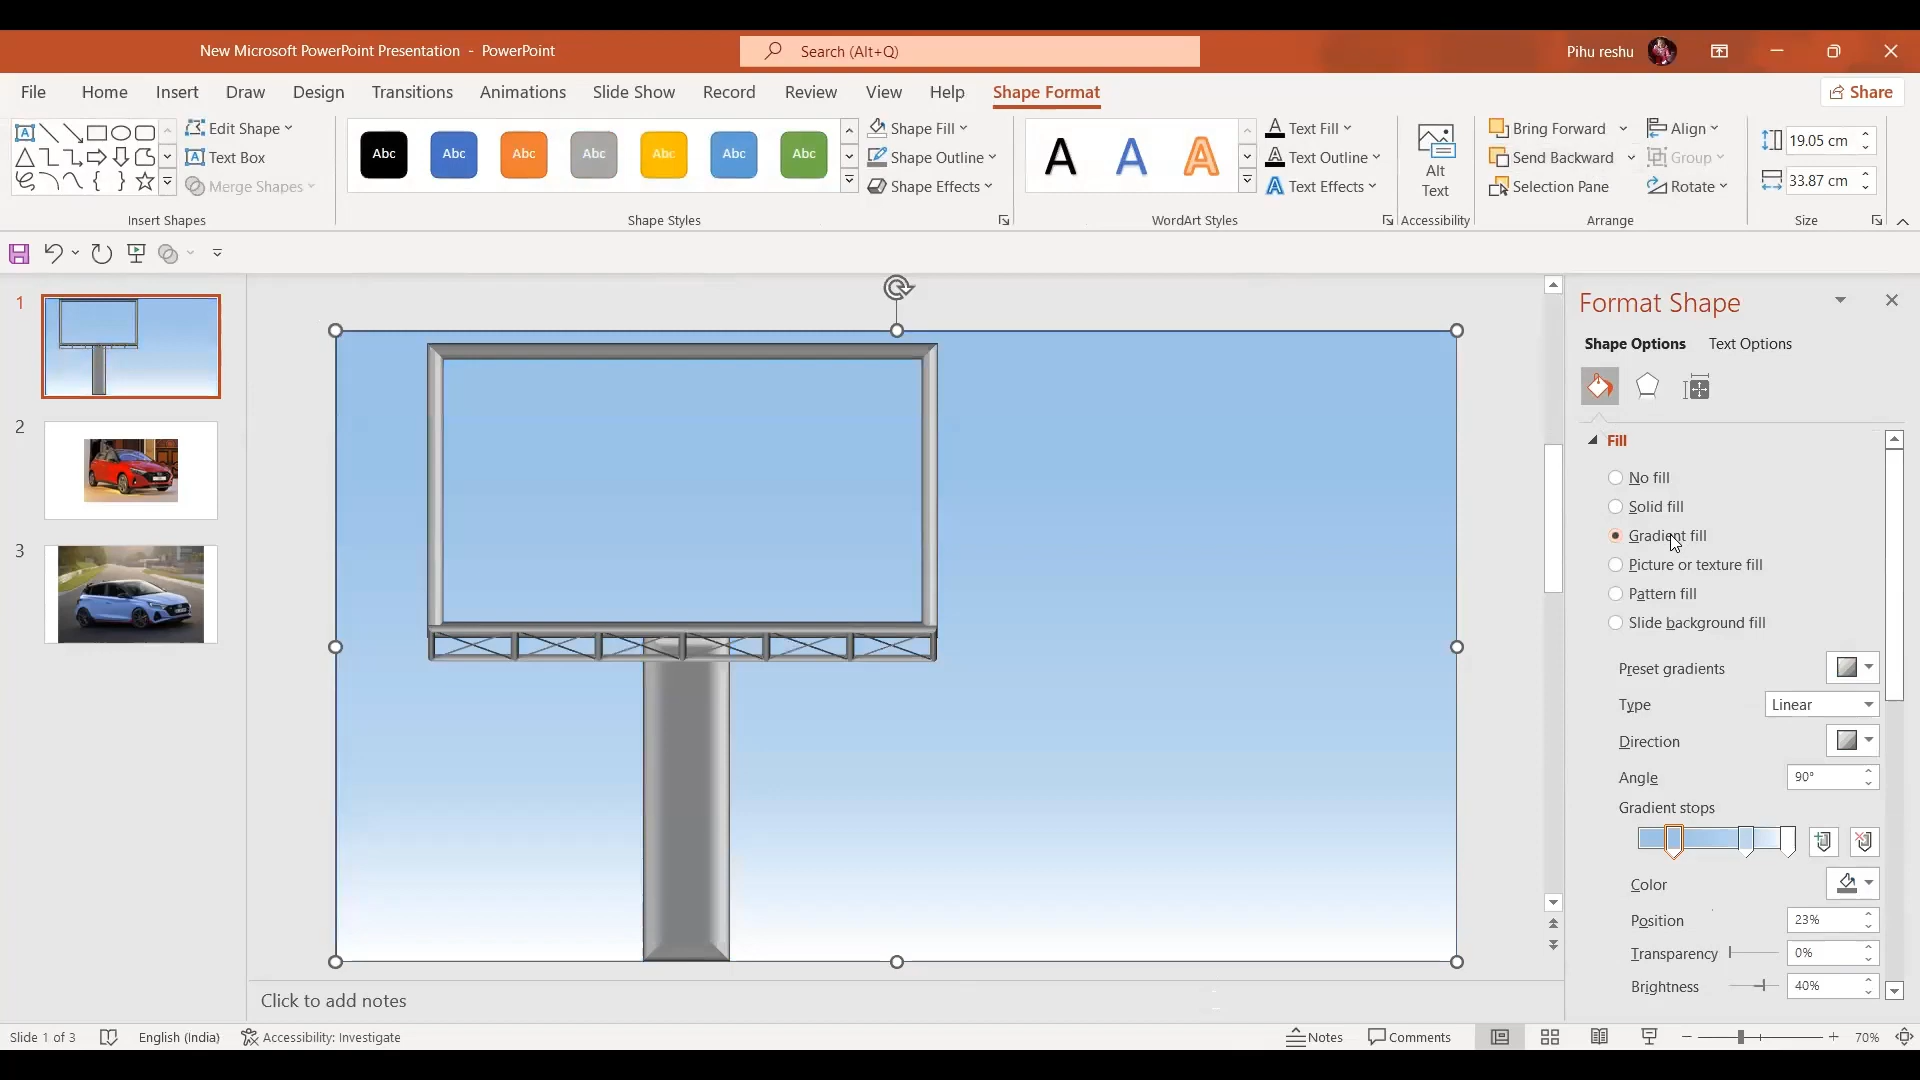 New Microsoft PowerPoint Presentation - PowerPoint
Search (Alt+Q)
Pihu reshu
File Home Insert Draw Design Transitions Animations Slide Show Record Review View Help Shape Format
Share
Edit Shape
Text Box
Merge Shapes
Insert Shapes
Abc Abc Abc Abc Abc Abc Abc
Shape Fill
Shape Outline
Shape Effects
Shape Styles
A A A
Text Fill
Text Outline
Text Effects
WordArt Styles
Alt
Text
Accessibility
Bring Forward
Send Backward
Selection Pane
Align
Group
Rotate
Arrange
19.05 cm
33.87 cm
Size
1
2
3
Format Shape
Shape Options Text Options
Fill
No fill
Solid fill
Gradient fill
Picture or texture fill
Pattern fill
Slide background fill
Preset gradients
Type Linear
Direction
Angle 90°
Gradient stops
Color
Position 23%
Transparency 0%
Brightness 40%
Click to add notes
Slide 1 of 3 English (India) Accessibility: Investigate Notes Comments 70%